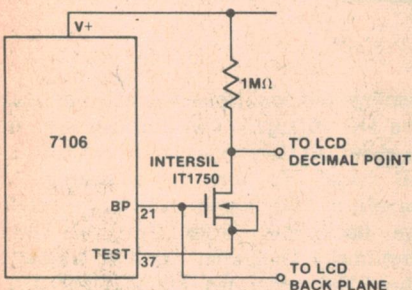 V+
1MΩ
7106
TO LCD
DECIMAL POINT
INTERSIL
IT1750
BP
21
TEST
37
TO LCD
BACK PLANE